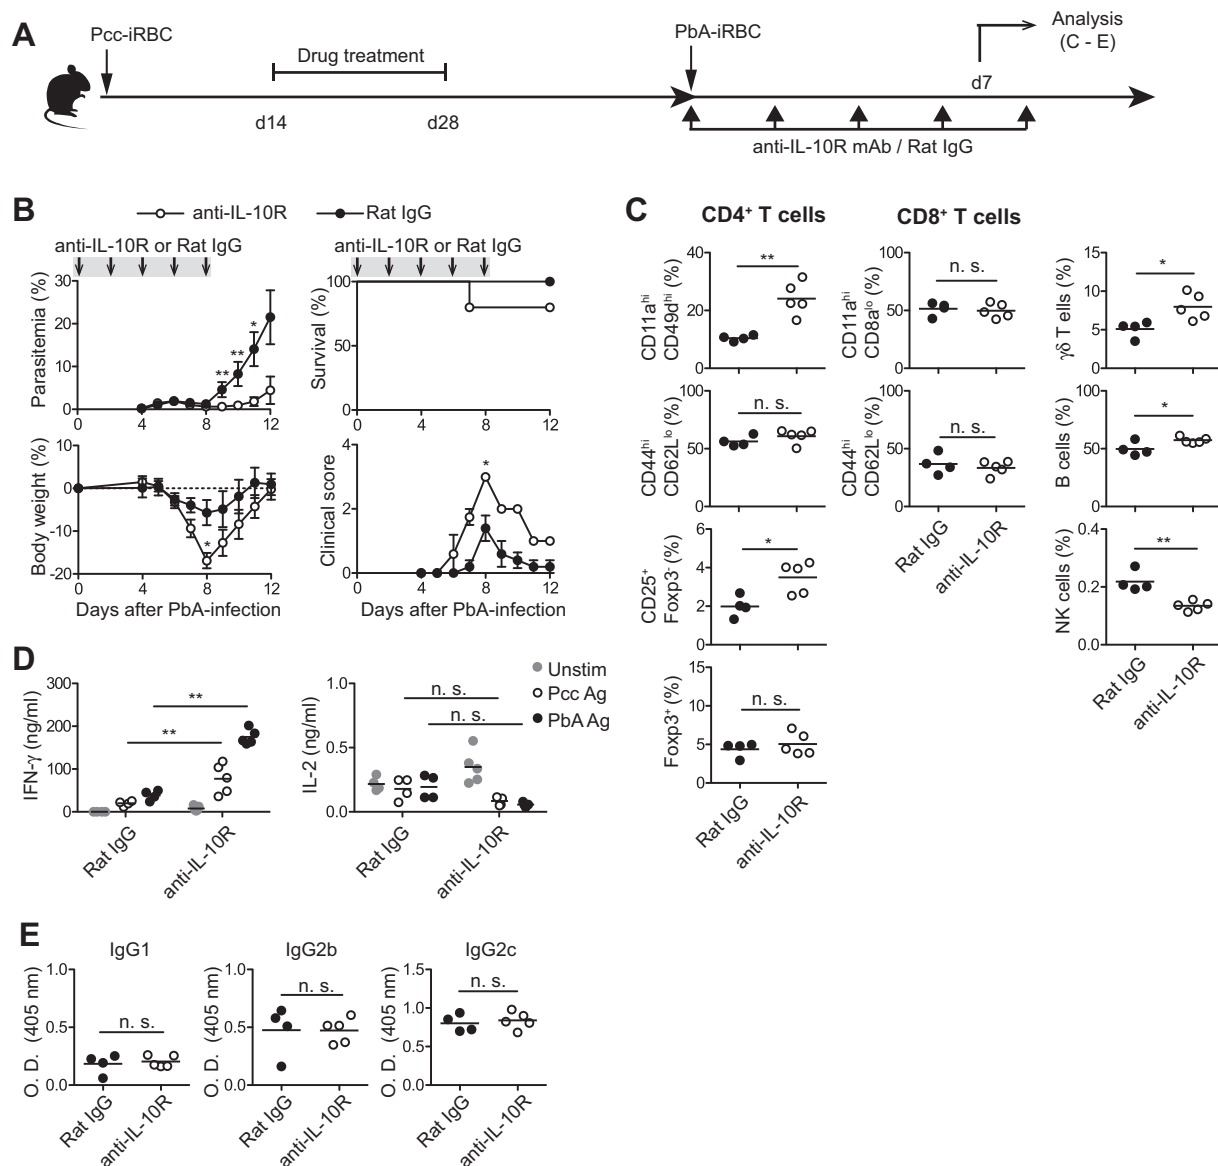 A
Pcc-iRBC
Drug treatment
d14
d28
PbA-iRBC
Analysis
(C - E)
d7
anti-IL-10R mAb / Rat IgG
B
anti-IL-10R
Rat IgG
anti-IL-10R or Rat IgG
Parasitemia (%)
30
20
10
0
**
**
*
0
4
8
12
anti-IL-10R or Rat IgG
Survival (%)
100
50
0
0
4
8
12
Body weight (%)
10
0
-10
-20
*
0
4
8
12
Days after PbA-infection
Clinical score
4
2
0
*
0
4
8
12
Days after PbA-infection
C
CD4+ T cells
CD8+ T cells
CD11ahi
CD49dhi (%)
40
20
0
**
CD11ahi
CD8alo (%)
100
50
0
n. s.
γδ T ells (%)
15
10
5
0
*
CD44hi
CD62Llo (%)
100
50
0
n. s.
CD44hi
CD62Llo (%)
100
50
0
n. s.
Rat IgG
anti-IL-10R
B cells (%)
100
50
0
*
CD25+
Foxp3- (%)
6
4
2
0
*
NK cells (%)
0.4
0.2
0.0
**
Rat IgG
anti-IL-10R
Foxp3+ (%)
15
10
5
0
n. s.
Rat IgG
anti-IL-10R
D
IFN-γ (ng/ml)
300
200
100
0
**
**
Rat IgG
anti-IL-10R
IL-2 (ng/ml)
1.0
0.5
0.0
n. s.
n. s.
Rat IgG
anti-IL-10R
Unstim
Pcc Ag
PbA Ag
E
IgG1
O. D. (405 nm)
1.0
0.5
0.0
n. s.
Rat IgG
anti-IL-10R
IgG2b
O. D. (405 nm)
1.0
0.5
0.0
n. s.
Rat IgG
anti-IL-10R
IgG2c
O. D. (405 nm)
1.5
1.0
0.5
0.0
n. s.
Rat IgG
anti-IL-10R